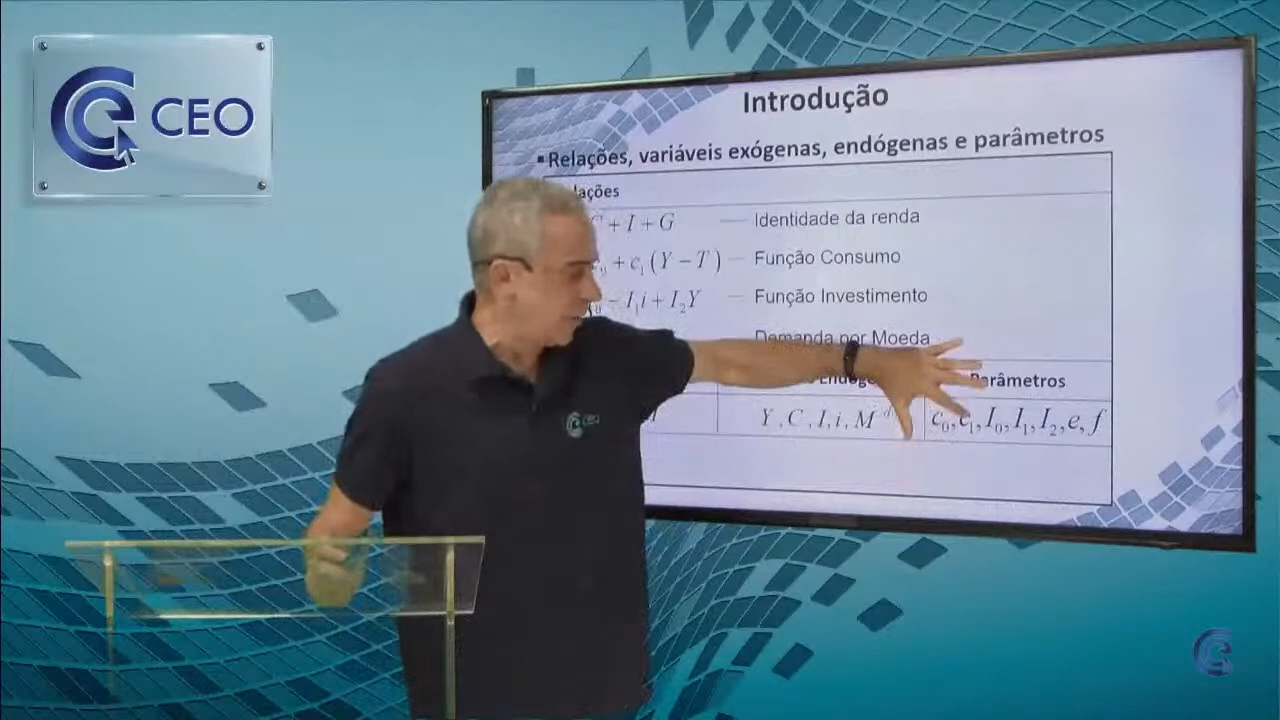 CEO
Introdução
▪Relações, variáveis exógenas, endógenas e parâmetros
+ I + G — Identidade da renda
+ c₁(Y − T) — Função Consumo
− I₁i + I₂Y — Função Investimento
Demanda por Moeda
Parâmetros
Y, C, I, i, Mᵈ c₀, c₁, I₀, I₁, I₂, e, f